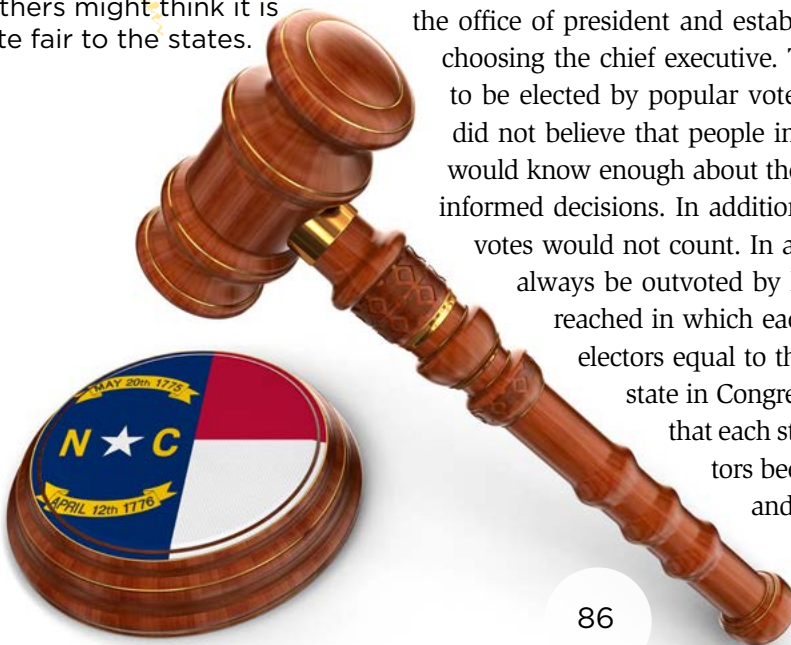 thers might think it is
te fair to the states.
the office of president and estab
choosing the chief executive. T
to be elected by popular vote
did not believe that people in
would know enough about the
informed decisions. In addition
votes would not count. In a
always be outvoted by l
reached in which eac
electors equal to th
state in Congre
that each st
tors bec
and
MAY 20th 1775
N ★ C
APRIL 12th 1776
86